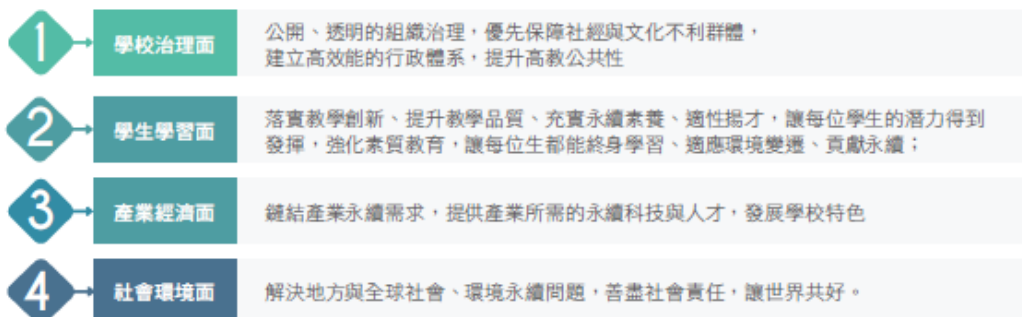 1
學校治理面
公開、透明的組織治理，優先保障社經與文化不利群體，
建立高效能的行政體系，提升高教公共性
2
學生學習面
落實教學創新、提升教學品質、充實永續素養、適性揚才，讓每位學生的潛力得到
發揮，強化素質教育，讓每位生都能終身學習、適應環境變遷、貢獻永續；
3
產業經濟面
鏈結產業永續需求，提供產業所需的永續科技與人才，發展學校特色
4
社會環境面
解決地方與全球社會、環境永續問題，善盡社會責任，讓世界共好。